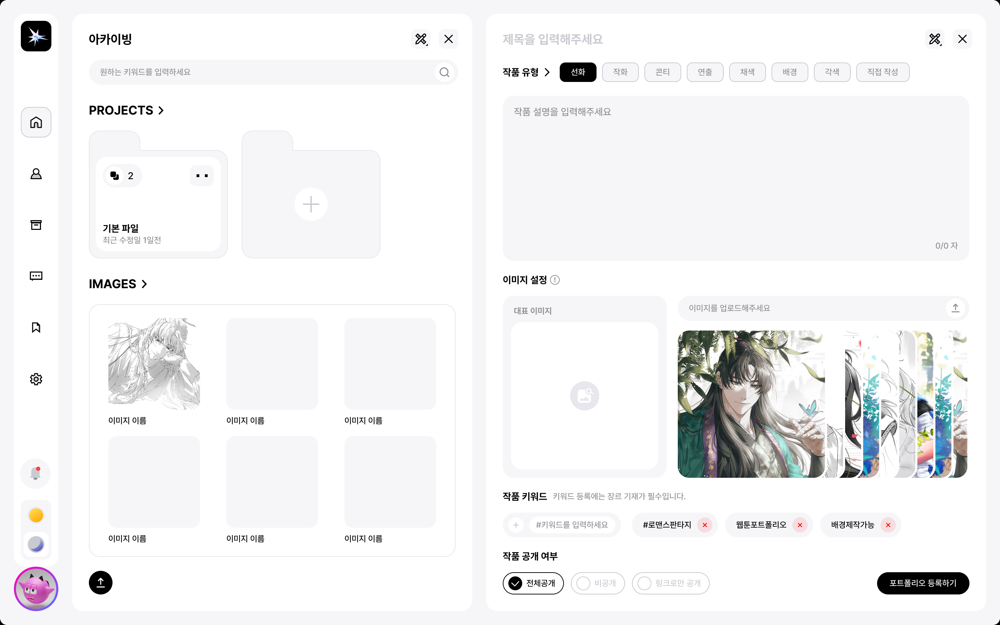 아카이빙
원하는 키워드를 입력하세요
PROJECTS
2
기본 파일
최근 수정일 1일전
IMAGES
이미지 이름
이미지 이름
이미지 이름
이미지 이름
이미지 이름
이미지 이름
제목을 입력해주세요
작품 유형
선화
작화
콘티
연출
채색
배경
각색
직접 작성
작품 설명을 입력해주세요
0/0 자
이미지 설정
대표 이미지
이미지를 업로드해주세요
작품 키워드 키워드 등록에는 장르 기재가 필수입니다.
#키워드를 입력하세요
#로맨스판타지
웹툰포트폴리오
배경제작가능
작품 공개 여부
전체공개
비공개
링크로만 공개
포트폴리오 등록하기